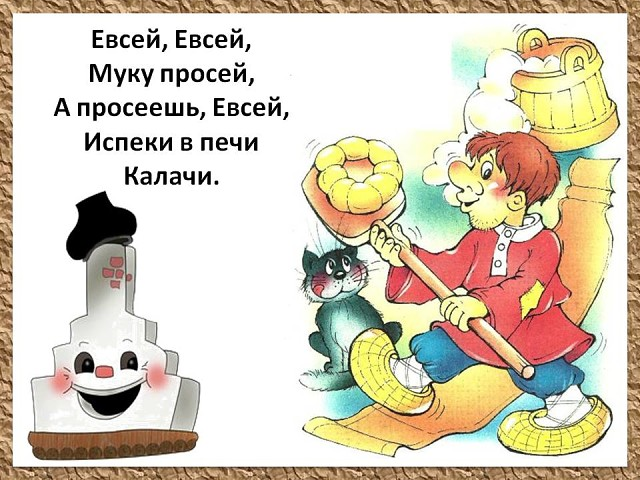 Евсей, Евсей,
Муку просей,
А просеешь, Евсей,
Испеки в печи
Калачи.